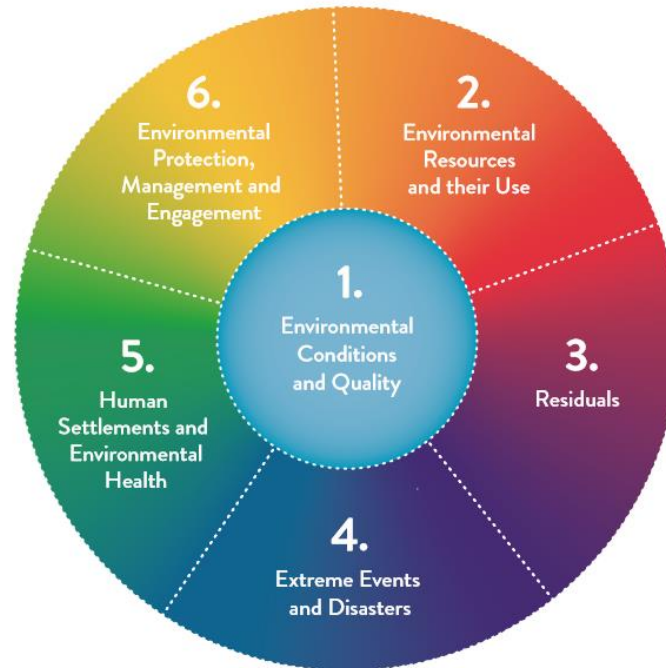 1.
Environmental
Conditions
and Quality
2.
Environmental
Resources
and their Use
3.
Residuals
4.
Extreme Events
and Disasters
5.
Human
Settlements and
Environmental
Health
6.
Environmental
Protection,
Management and
Engagement